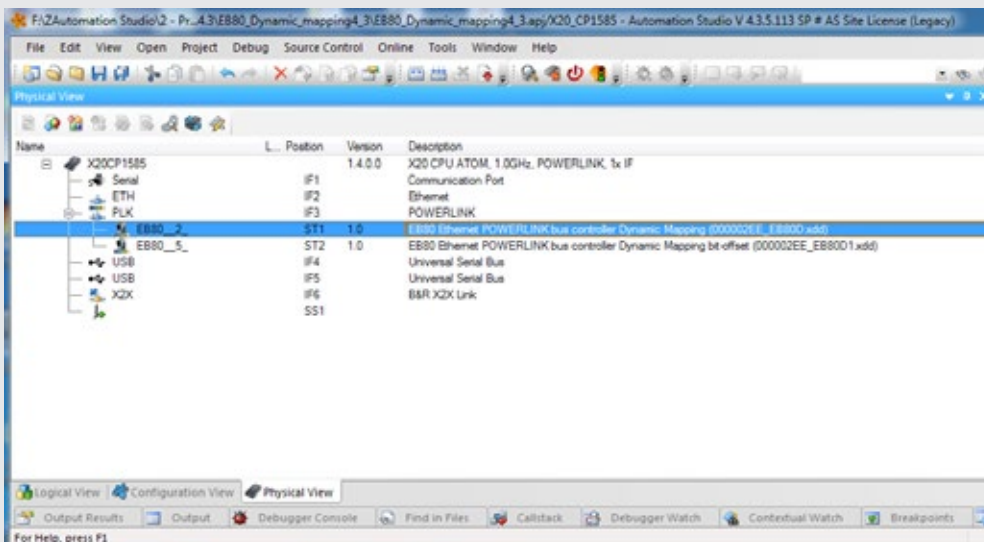 F:\ZAutomation Studio\2 - Pr...4.3\EB80_Dynamic_mapping4_3\EB80_Dynamic_mapping4_3.apj/X20_CP1585 - Automation Studio V 4.3.5.113 SP # AS Site License (Legacy)
File Edit View Open Project Debug Source Control Online Tools Window Help
Physical View
Name L... Position Version Description
X20CP1585 1.4.0.0 X20 CPU ATOM, 1.0GHz, POWERLINK, 1x IF
Serial IF1 Communication Port
ETH IF2 Ethernet
PLK IF3 POWERLINK
EB80__2_ ST1 1.0 EB80 Ethernet POWERLINK bus controller Dynamic Mapping (000002EE_EB80D.xdd)
EB80__5_ ST2 1.0 EB80 Ethernet POWERLINK bus controller Dynamic Mapping bit-offset (000002EE_EB80D1.xdd)
USB IF4 Universal Serial Bus
USB IF5 Universal Serial Bus
X2X IF6 B&R X2X Link
SS1
Logical View Configuration View Physical View
Output Results Output Debugger Console Find in Files Callstack Debugger Watch Contextual Watch Breakpoints
For Help, press F1